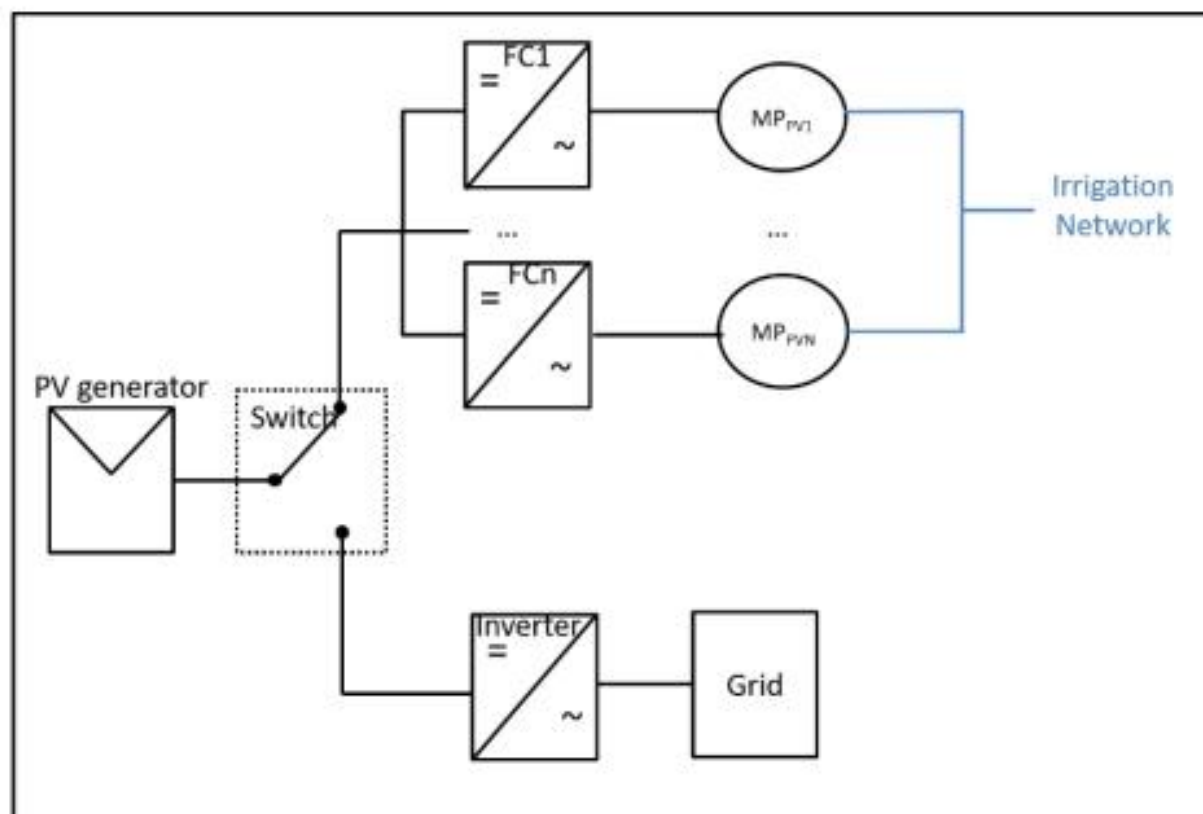 FC1
=
~
MP_PV1
Irrigation
Network
...
...
FCn
=
~
MP_PVN
PV generator
Switch
Inverter
=
~
Grid